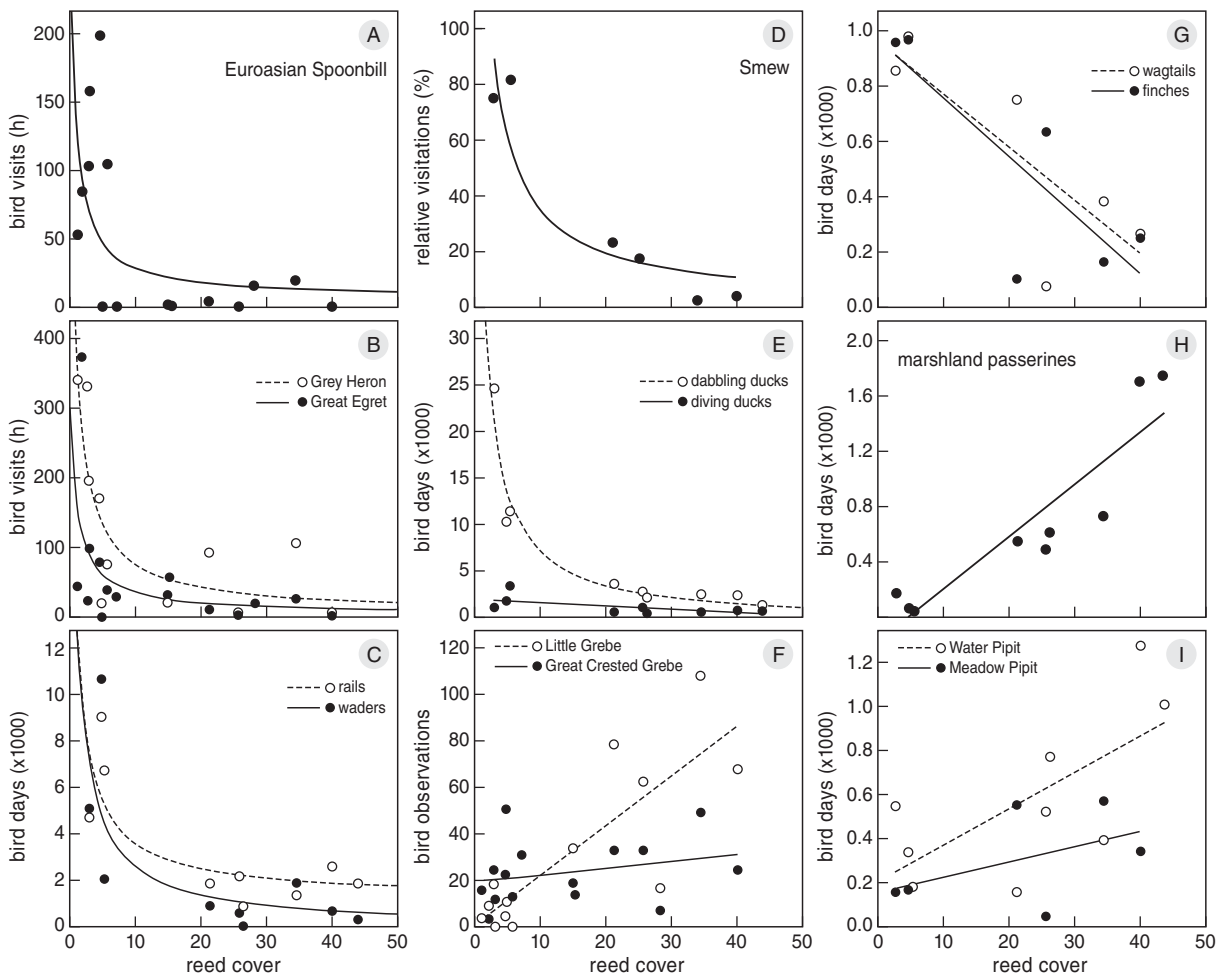 A
Euroasian Spoonbill
bird visits (h)
200
150
100
50
0
D
Smew
relative visitations (%)
100
80
60
40
20
0
G
wagtails
finches
bird days (x1000)
1.0
0.8
0.6
0.4
0.2
0.0
B
Grey Heron
Great Egret
bird visits (h)
400
300
200
100
0
E
dabbling ducks
diving ducks
bird days (x1000)
30
25
20
15
10
5
0
H
marshland passerines
bird days (x1000)
2.0
1.6
1.2
0.8
0.4
C
rails
waders
bird days (x1000)
12
10
8
6
4
2
0
0 10 20 30 40 50
reed cover
F
Little Grebe
Great Crested Grebe
bird observations
120
100
80
60
40
20
0
0 10 20 30 40 50
reed cover
I
Water Pipit
Meadow Pipit
bird days (x1000)
1.2
1.0
0.8
0.6
0.4
0.2
0.0
0 10 20 30 40 50
reed cover